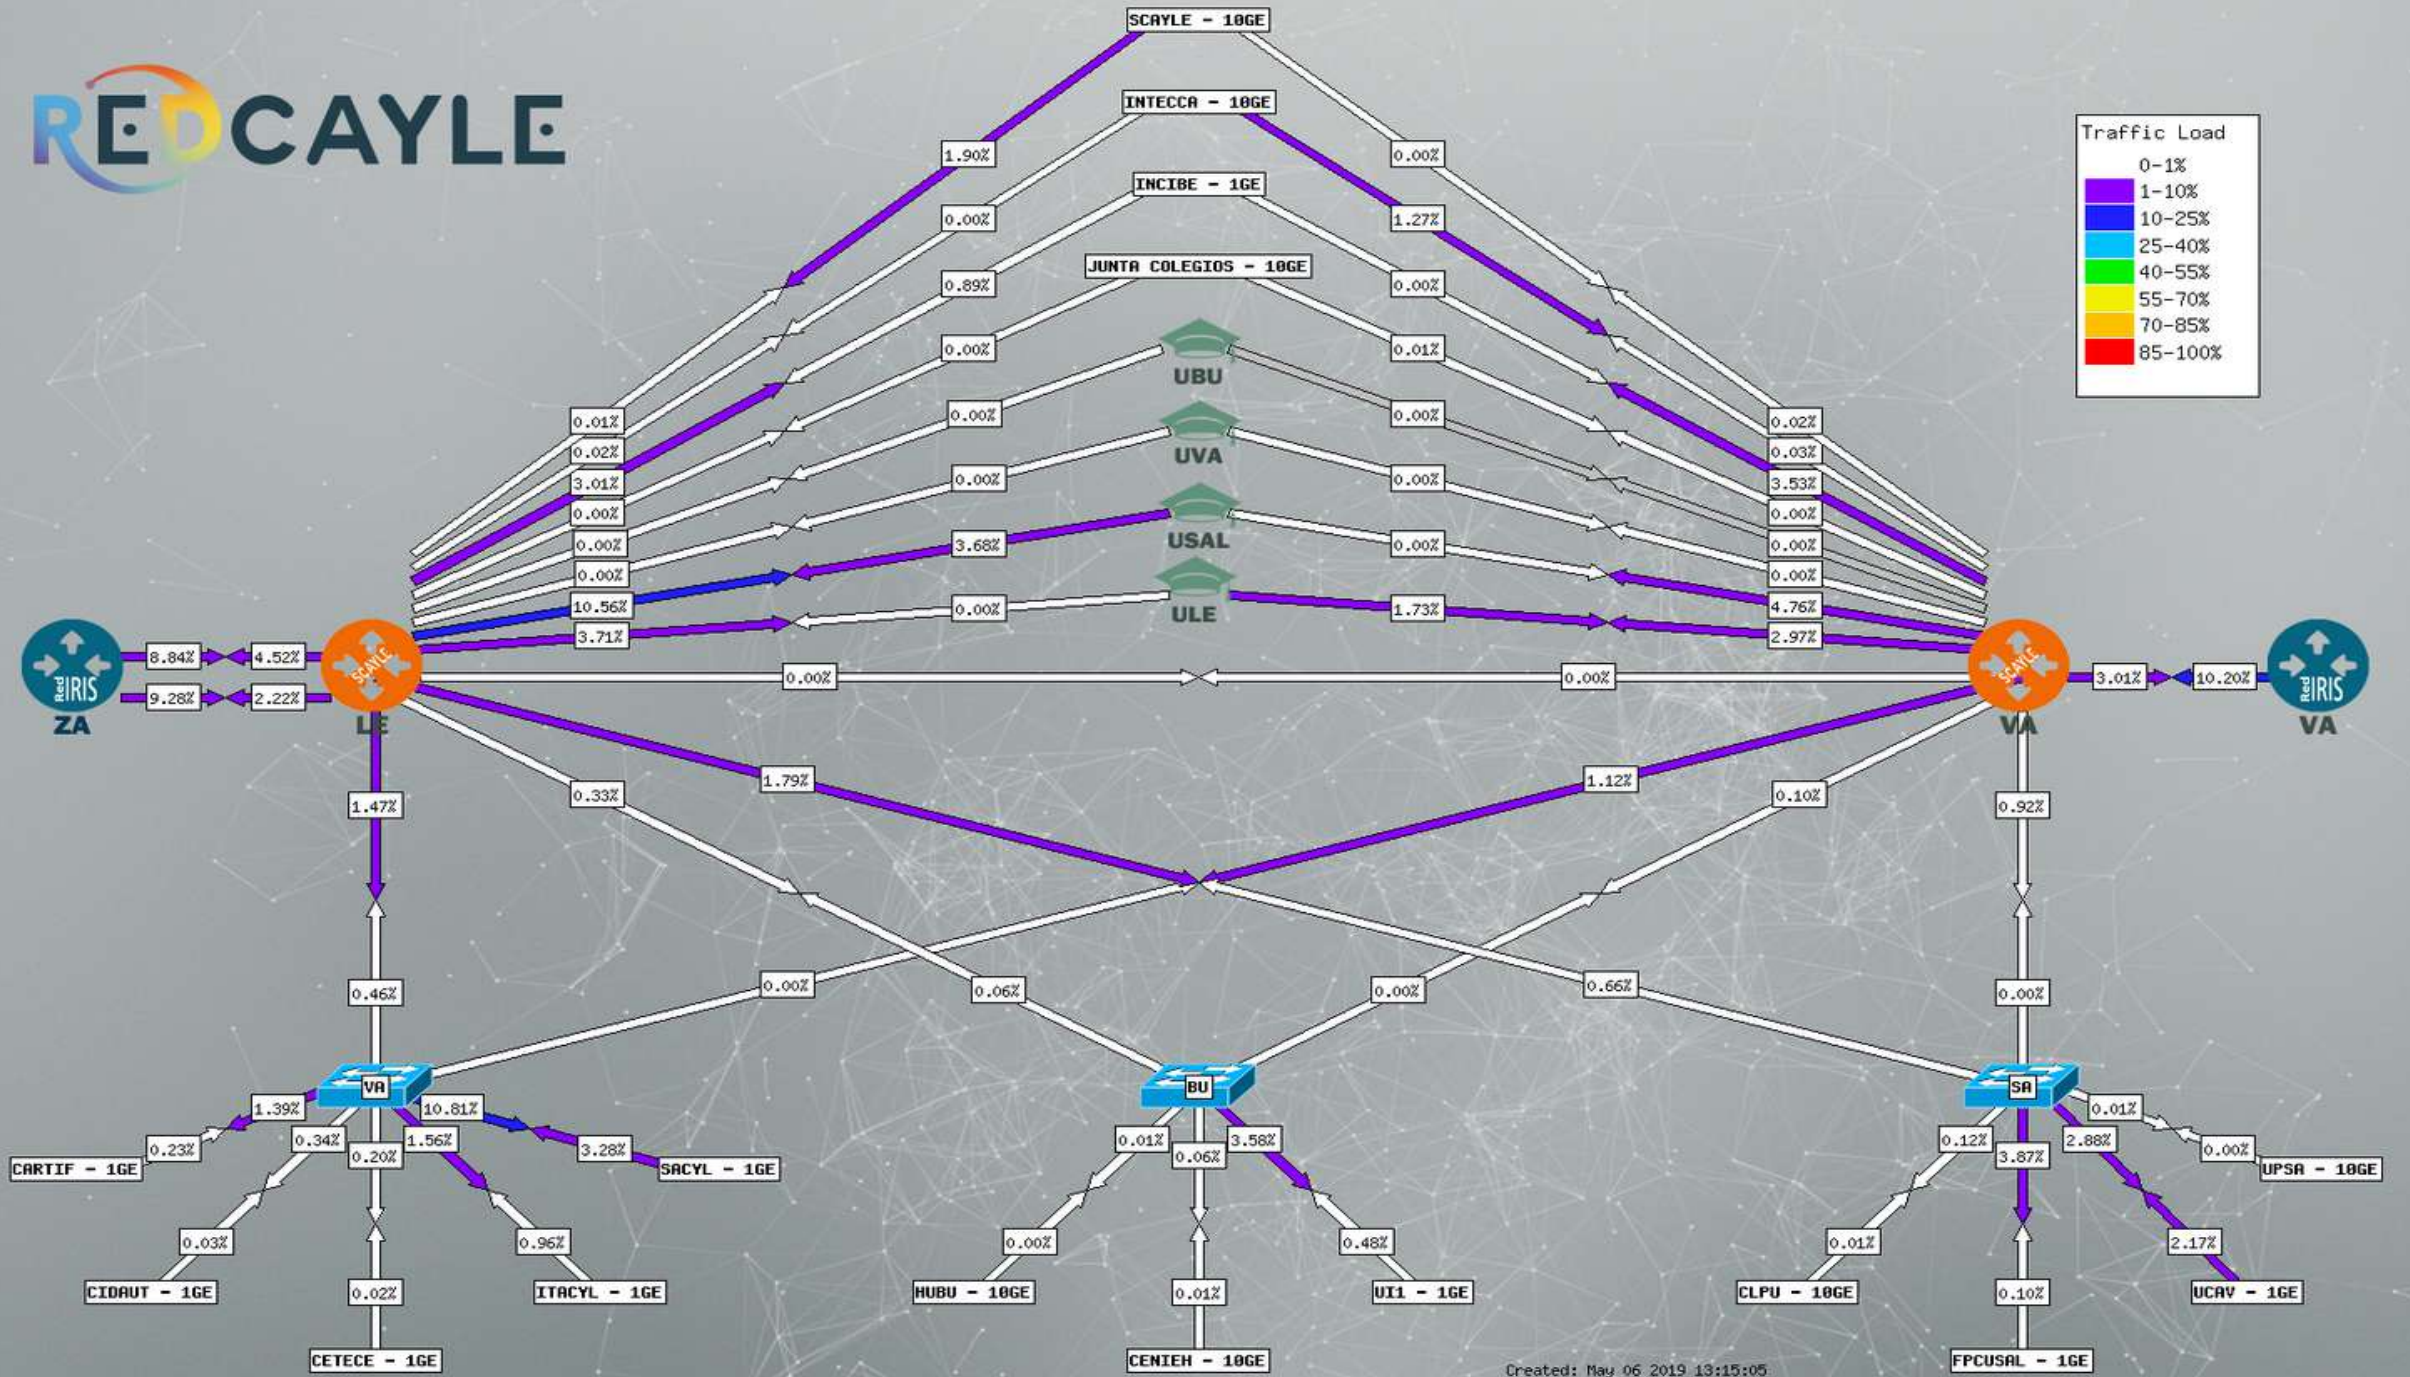 SCAYLE - 10GE
REDCAYLE
INTECCA - 10GE
Traffic Load
0-1%
1-10%
10-25%
25-40%
40-55%
55-70%
70-85%
85-100%
1.90%
0.00%
INCIBE - 1GE
0.00%
1.27%
JUNTA COLEGIOS - 10GE
0.89%
0.00%
0.00%
0.01%
UBU
0.00%
0.00%
0.01%
0.02%
0.02%
0.03%
UVA
0.00%
0.00%
3.01%
3.53%
0.00%
0.00%
USAL
3.68%
0.00%
0.00%
0.00%
0.00%
0.00%
10.56%
4.76%
ULE
0.00%
1.73%
3.71%
2.97%
8.84%
4.52%
SCAYLE
SCAYLE
Red IRIS
0.00%
0.00%
3.01%
10.20%
Red IRIS
9.28%
2.22%
ZA
LE
VA
VA
1.79%
1.12%
0.33%
0.10%
1.47%
0.92%
0.46%
0.00%
0.06%
0.00%
0.66%
0.00%
VA
BU
SA
1.39%
10.81%
0.01%
0.23%
0.34%
0.20%
1.56%
3.28%
0.01%
0.06%
3.58%
0.12%
3.87%
2.88%
0.00%
CARTIF - 1GE
SACYL - 1GE
UPSA - 10GE
0.03%
0.96%
0.00%
0.48%
0.01%
2.17%
CIDAUT - 1GE
0.02%
ITACYL - 1GE
HUBU - 10GE
0.01%
UI1 - 1GE
CLPU - 10GE
0.10%
UCAV - 1GE
CETECE - 1GE
CENIEH - 10GE
FPCUSAL - 1GE
Created: May 06 2019 13:15:05